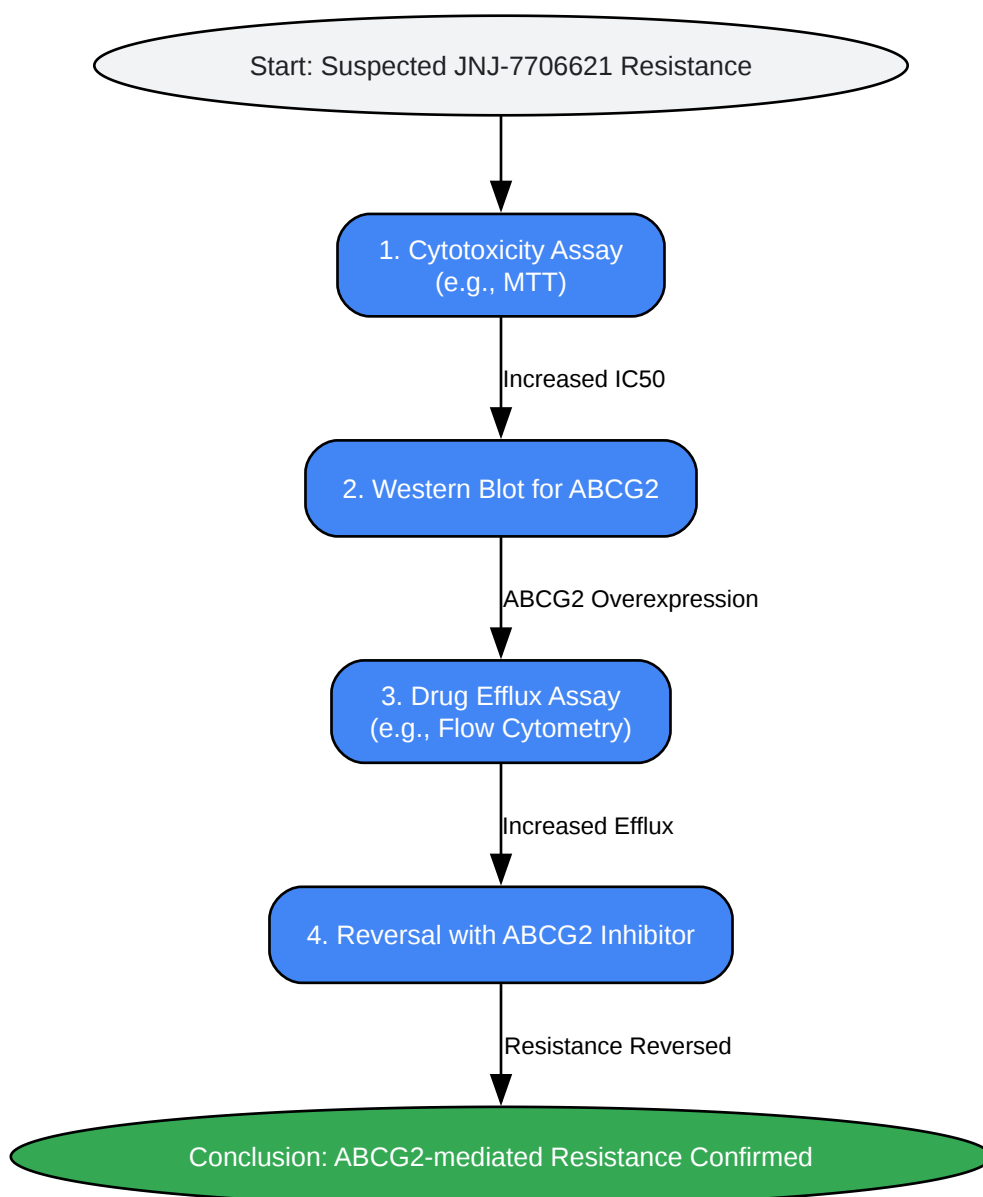 Start: Suspected JNJ-7706621 Resistance
1. Cytotoxicity Assay
(e.g., MTT)
Increased IC50
2. Western Blot for ABCG2
ABCG2 Overexpression
3. Drug Efflux Assay
(e.g., Flow Cytometry)
Increased Efflux
4. Reversal with ABCG2 Inhibitor
Resistance Reversed
Conclusion: ABCG2-mediated Resistance Confirmed